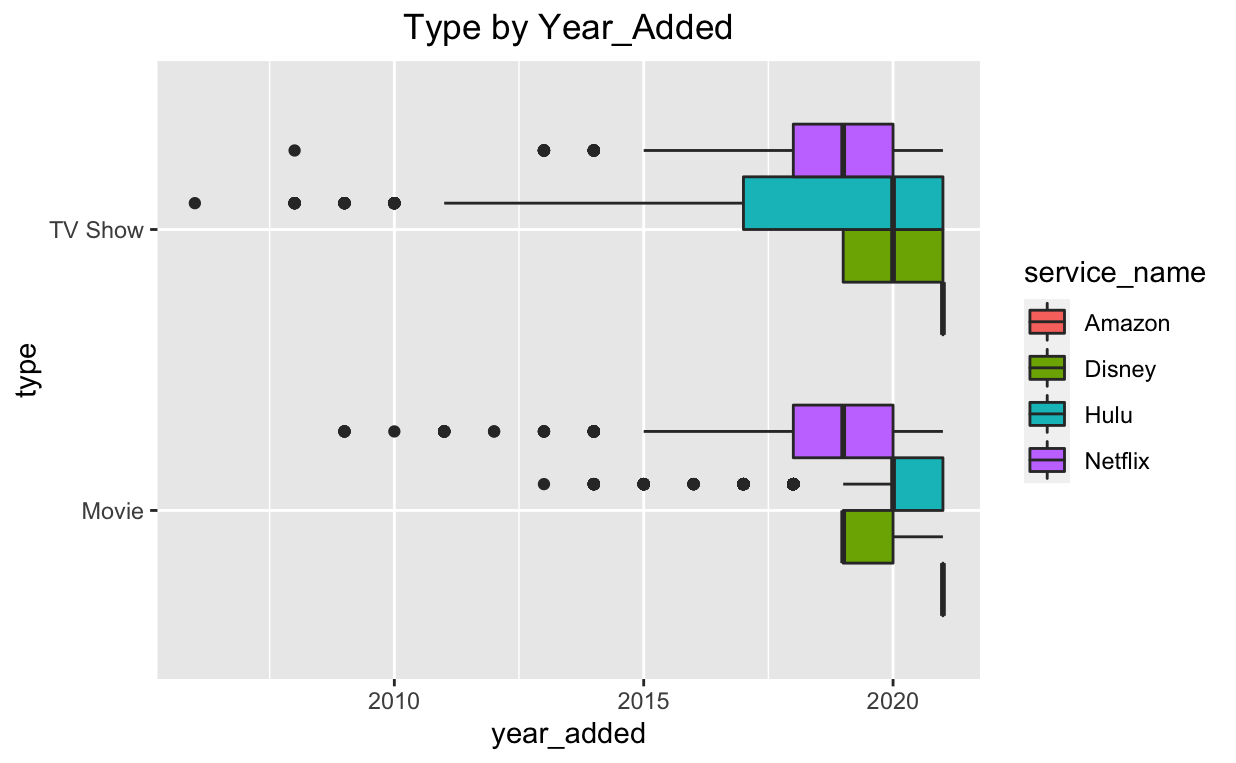 Type by Year_Added
TV Show
Movie
type
2010
2015
2020
year_added
service_name
Amazon
Disney
Hulu
Netflix